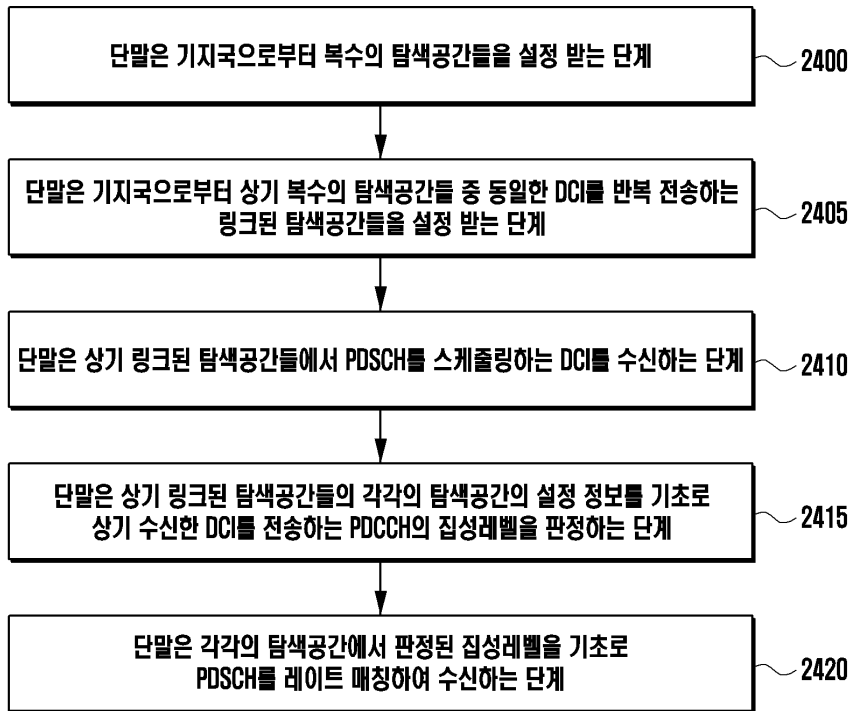 단말은 기지국으로부터 복수의 탐색공간들을 설정 받는 단계
2400
단말은 기지국으로부터 상기 복수의 탐색공간들 중 동일한 DCI를 반복 전송하는
링크된 탐색공간들을 설정 받는 단계
2405
단말은 상기 링크된 탐색공간들에서 PDSCH를 스케줄링하는 DCI를 수신하는 단계
2410
단말은 상기 링크된 탐색공간들의 각각의 탐색공간의 설정 정보를 기초로
상기 수신한 DCI를 전송하는 PDCCH의 집성레벨을 판정하는 단계
2415
단말은 각각의 탐색공간에서 판정된 집성레벨을 기초로
PDSCH를 레이트 매칭하여 수신하는 단계
2420